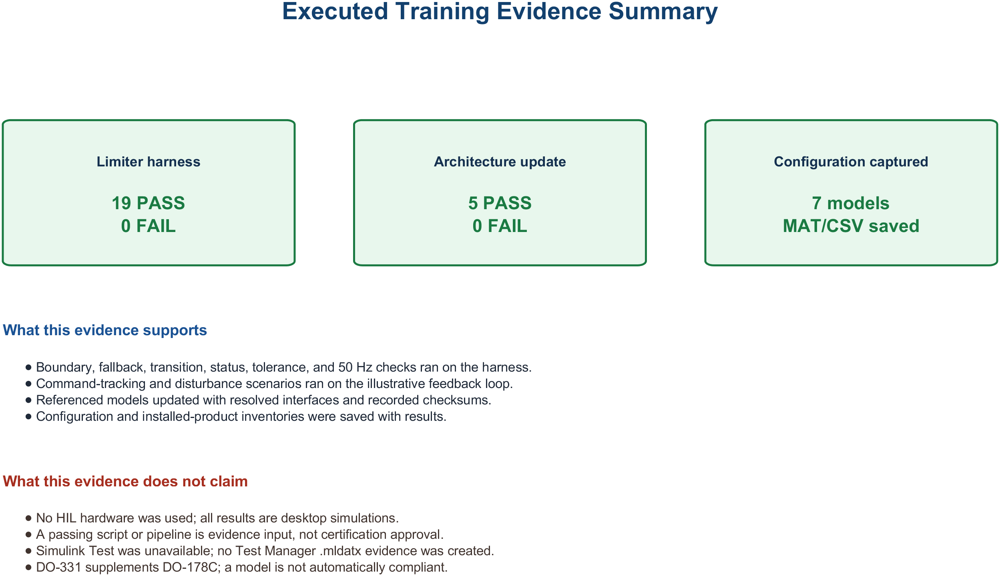 Executed Training Evidence Summary
Limiter harness
19 PASS
0 FAIL
Architecture update
5 PASS
0 FAIL
Configuration captured
7 models
MAT/CSV saved
What this evidence supports
● Boundary, fallback, transition, status, tolerance, and 50 Hz checks ran on the harness.
● Command-tracking and disturbance scenarios ran on the illustrative feedback loop.
● Referenced models updated with resolved interfaces and recorded checksums.
● Configuration and installed-product inventories were saved with results.
What this evidence does not claim
● No HIL hardware was used; all results are desktop simulations.
● A passing script or pipeline is evidence input, not certification approval.
● Simulink Test was unavailable; no Test Manager .mldatx evidence was created.
● DO-331 supplements DO-178C; a model is not automatically compliant.